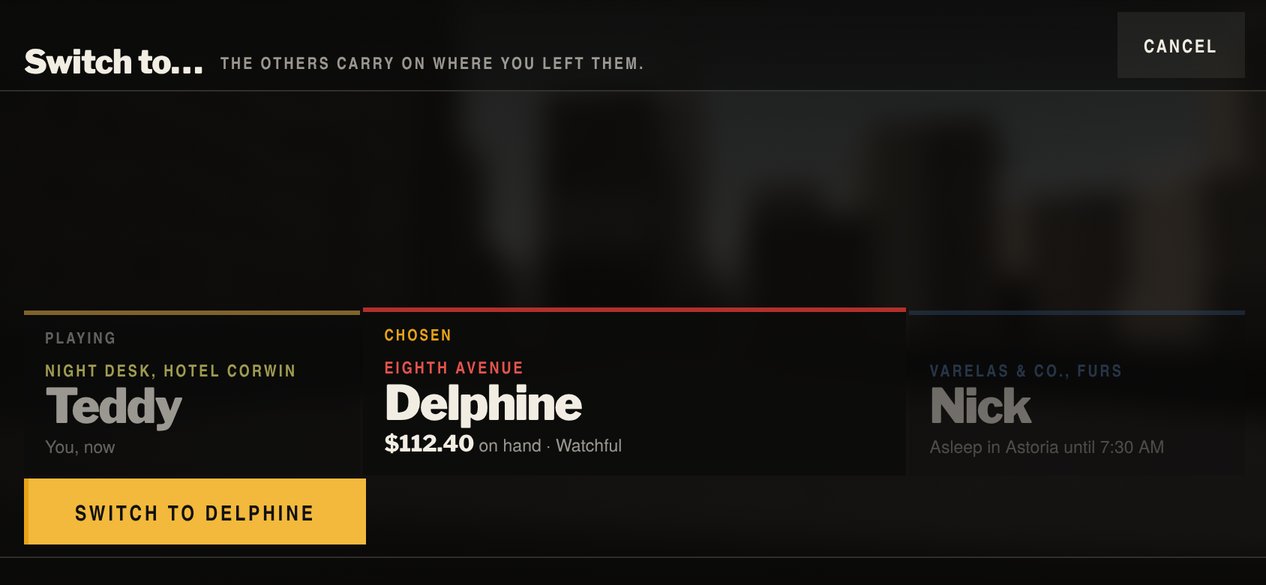 Switch to... THE OTHERS CARRY ON WHERE YOU LEFT THEM.
CANCEL
PLAYING
NIGHT DESK, HOTEL CORWIN
Teddy
You, now
CHOSEN
EIGHTH AVENUE
Delphine
$112.40 on hand · Watchful
VARELAS & CO., FURS
Nick
Asleep in Astoria until 7:30 AM
SWITCH TO DELPHINE